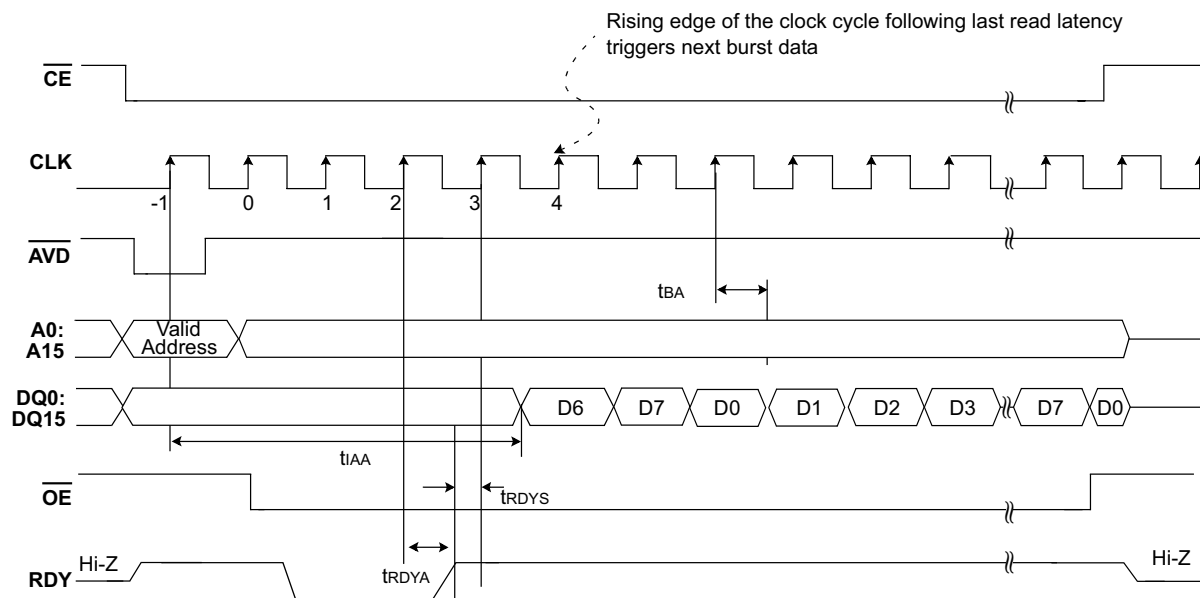 Rising edge of the clock cycle following last read latency
triggers next burst data
CE
CLK
-1 0 1 2 3 4
AVD
tBA
A0:
A15
Valid
Address
DQ0:
DQ15
D6 D7 D0 D1 D2 D3 D7 D0
tIAA
OE
tRDYS
Hi-Z
RDY
tRDYA
Hi-Z